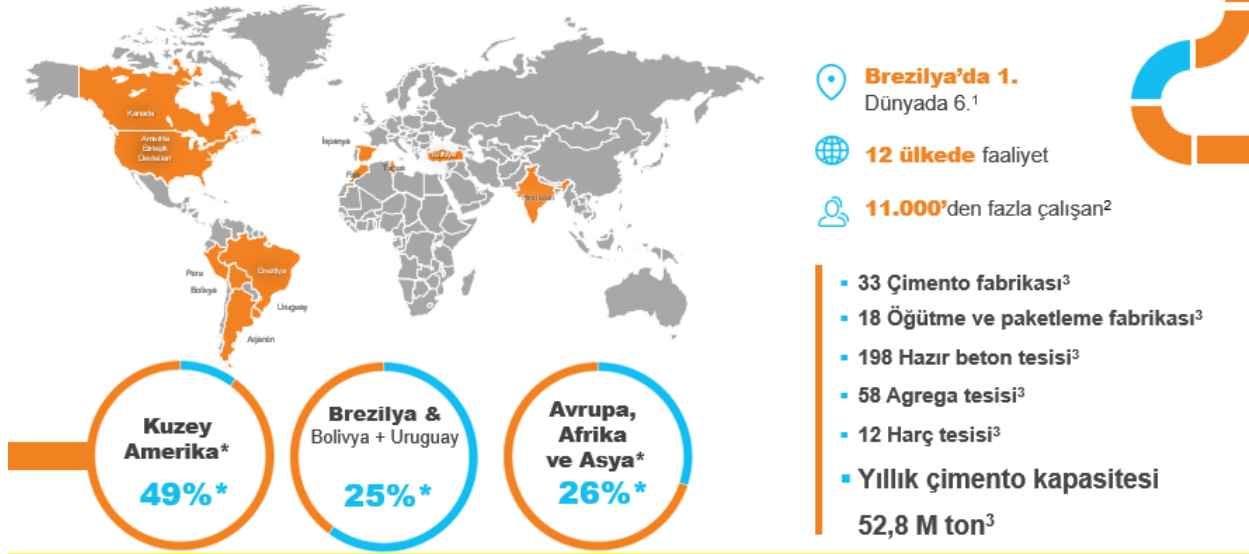 Kanada
Amerika
Birleşik
Devletleri
İspanya
Türkiye
Tunus
Fas
Hindistan
Peru
Brezilya
Bolivya
Uruguay
Arjantin
Kuzey
Amerika*
49%*
Brezilya &
Bolivya + Uruguay
25%*
Avrupa,
Afrika
ve Asya*
26%*
Brezilya’da 1.
Dünyada 6.¹
12 ülkede faaliyet
11.000’den fazla çalışan²
▪ 33 Çimento fabrikası³
▪ 18 Öğütme ve paketleme fabrikası³
▪ 198 Hazır beton tesisi³
▪ 58 Agrega tesisi³
▪ 12 Harç tesisi³
▪ Yıllık çimento kapasitesi
52,8 M ton³